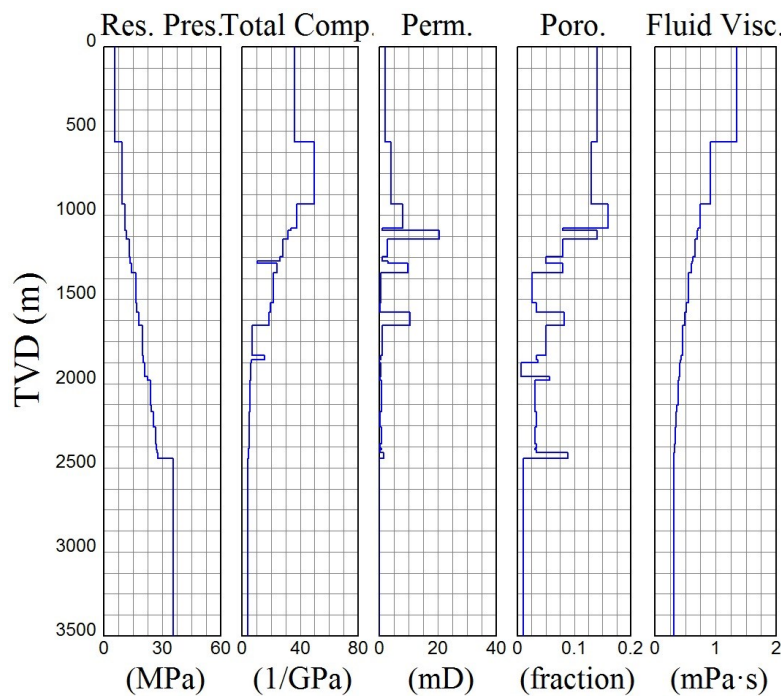 Res. Pres. Total Comp. Perm. Poro. Fluid Visc.
0
500
1000
1500
2000
2500
3000
3500
TVD (m)
0 30 60 0 40 80 0 20 40 0 0.1 0.2 0 1 2
(MPa) (1/GPa) (mD) (fraction) (mPa·s)